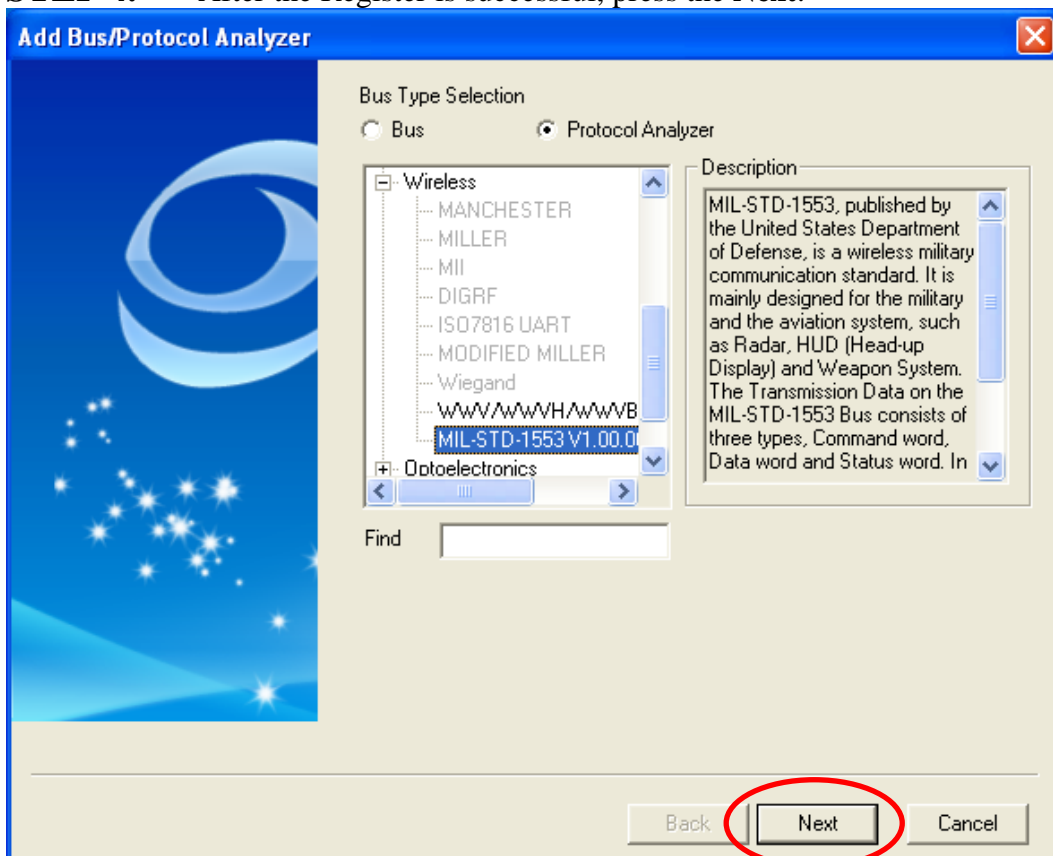 After the Register is successful, press the Next.
Add Bus/Protocol Analyzer
Bus Type Selection
Bus
Protocol Analyzer
Wireless
MANCHESTER
MILLER
MII
DIGRF
ISO7816 UART
MODIFIED MILLER
Wiegand
WWV/WWVH/WWVB
MIL-STD-1553 V1.00.0
Optoelectronics
Description
MIL-STD-1553, published by
the United States Department
of Defense, is a wireless military
communication standard. It is
mainly designed for the military
and the aviation system, such
as Radar, HUD (Head-up
Display) and Weapon System.
The Transmission Data on the
MIL-STD-1553 Bus consists of
three types, Command word,
Data word and Status word. In
Find
Back
Next
Cancel